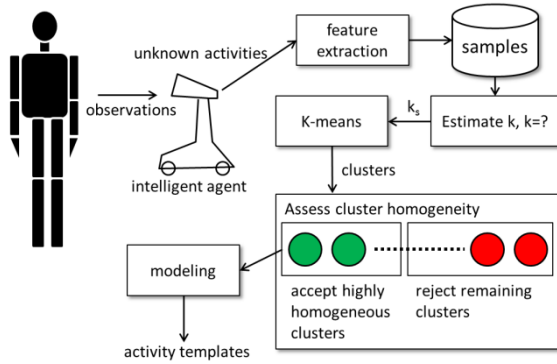 feature
extraction
samples
unknown activities
observations
K-means
kₛ
Estimate k, k=?
intelligent agent
clusters
Assess cluster homogeneity
modeling
accept highly
homogeneous
clusters
reject remaining
clusters
activity templates